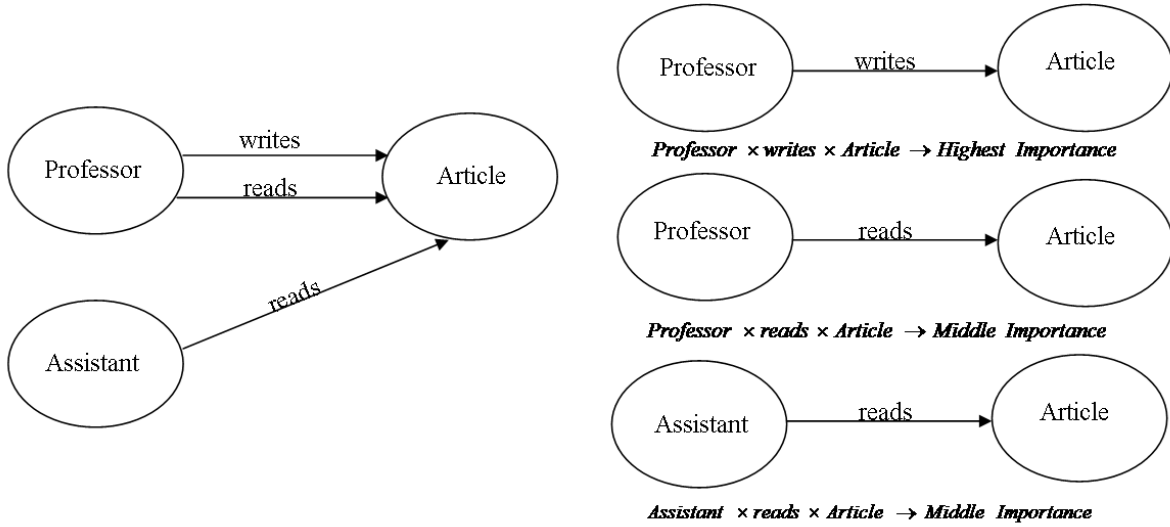 Professor
writes
reads
Article
reads
Assistant
Professor
writes
Article
Professor × writes × Article → Highest Importance
Professor
reads
Article
Professor × reads × Article → Middle Importance
Assistant
reads
Article
Assistant × reads × Article → Middle Importance